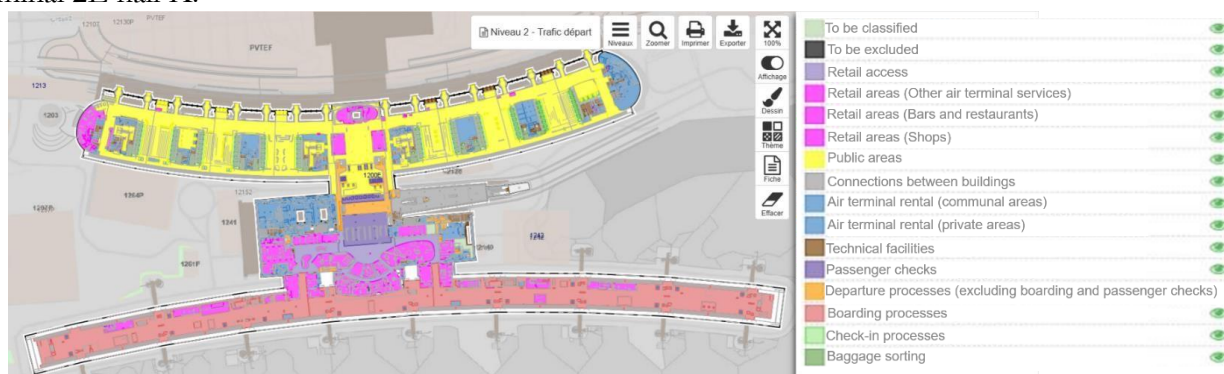 PVTEF
1213
1203
1200F
1241
1242
1201P
Niveau 2 - Trafic départ
Niveaux
Zoomer
Imprimer
Exporter
100%
Affichage
Dessin
Thème
Fiche
Effacer
To be classified
To be excluded
Retail access
Retail areas (Other air terminal services)
Retail areas (Bars and restaurants)
Retail areas (Shops)
Public areas
Connections between buildings
Air terminal rental (communal areas)
Air terminal rental (private areas)
Technical facilities
Passenger checks
Departure processes (excluding boarding and passenger checks)
Boarding processes
Check-in processes
Baggage sorting